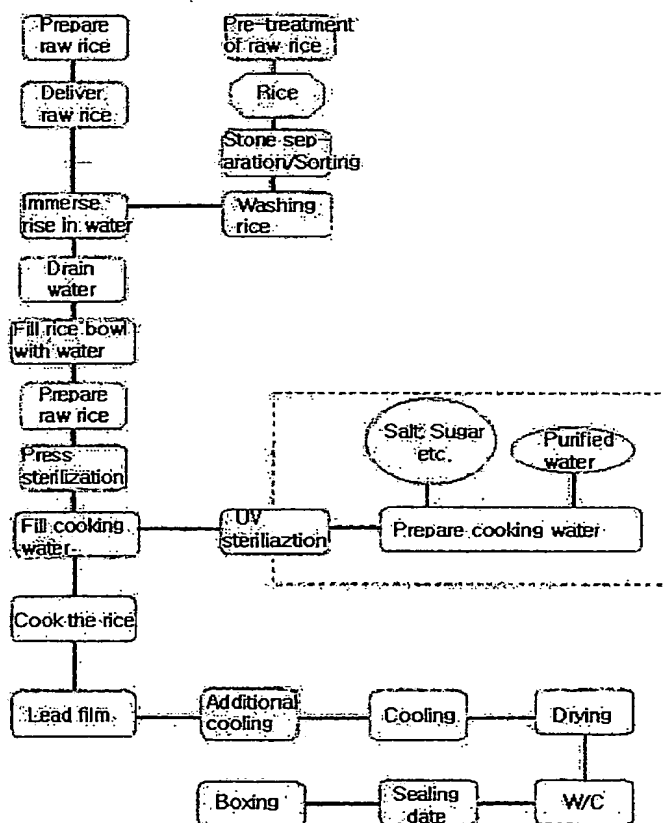 Prepare
raw rice
Pre-treatment
of raw rice
Deliver
raw rice
Rice
Stone sep-
aration/Sorting
Immerse
rise in water
Washing
rice
Drain
water
Fill rice bowl
with water
Prepare
raw rice
Press
sterilization
Salt, Sugar
etc.
Purified
water
Fill cooking
water
UV
steriliaztion
Prepare cooking water
Cook the rice
Lead film
Additional
cooling
Cooling
Drying
Boxing
Sealing
date
W/C